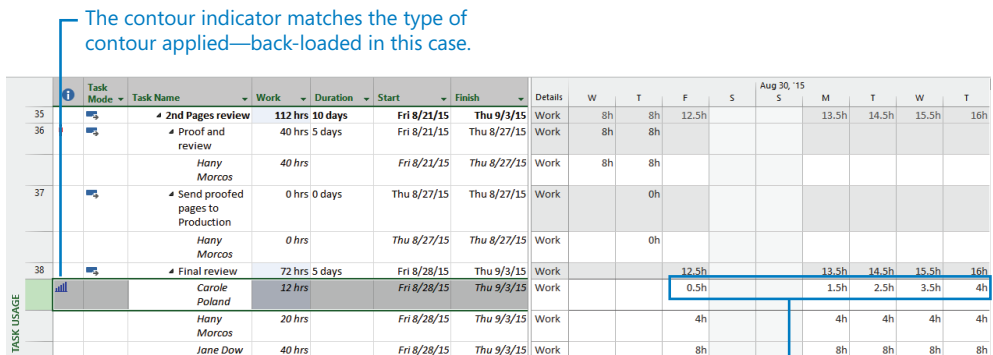 The contour indicator matches the type of
contour applied—back-loaded in this case.
Aug 30, '15
Task Mode Task Name Work Duration Start Finish Details W T F S S M T W T
35 2nd Pages review 112 hrs 10 days Fri 8/21/15 Thu 9/3/15 Work 8h 8h 12.5h 13.5h 14.5h 15.5h 16h
36 Proof and 40 hrs 5 days Fri 8/21/15 Thu 8/27/15 Work 8h 8h
review
Hany 40 hrs Fri 8/21/15 Thu 8/27/15 Work 8h 8h
Morcos
37 Send proofed 0 hrs 0 days Thu 8/27/15 Thu 8/27/15 Work 0h
pages to
Production
Hany 0 hrs Thu 8/27/15 Thu 8/27/15 Work 0h
Morcos
38 Final review 72 hrs 5 days Fri 8/28/15 Thu 9/3/15 Work 12.5h 13.5h 14.5h 15.5h 16h
Carole 12 hrs Fri 8/28/15 Thu 9/3/15 Work 0.5h 1.5h 2.5h 3.5h 4h
Poland
Hany 20 hrs Fri 8/28/15 Thu 9/3/15 Work 4h 4h 4h 4h 4h
Morcos
Jane Dow 40 hrs Fri 8/28/15 Thu 9/3/15 Work 8h 8h 8h 8h 8h
TASK USAGE